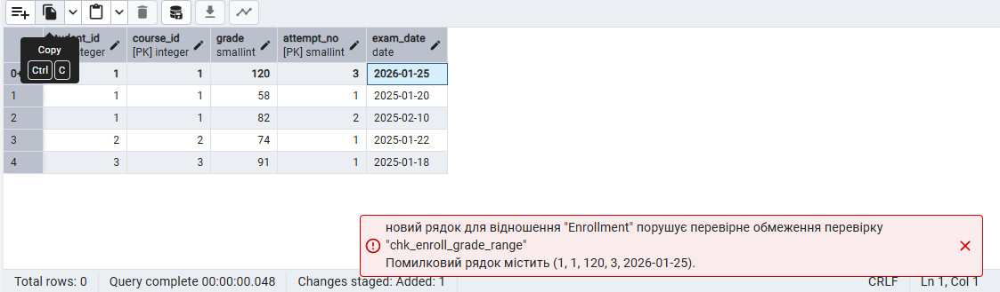 tudent_id course_id grade attempt_no exam_date
teger [PK] integer smallint [PK] smallint date
Copy
Ctrl C
0+ 1 1 120 3 2026-01-25
1 1 1 58 1 2025-01-20
2 1 1 82 2 2025-02-10
3 2 2 74 1 2025-01-22
4 3 3 91 1 2025-01-18
новий рядок для відношення "Enrollment" порушує перевірне обмеження перевірку
"chk_enroll_grade_range"
Помилковий рядок містить (1, 1, 120, 3, 2026-01-25).
Total rows: 0 Query complete 00:00:00.048 Changes staged: Added: 1 CRLF Ln 1, Col 1